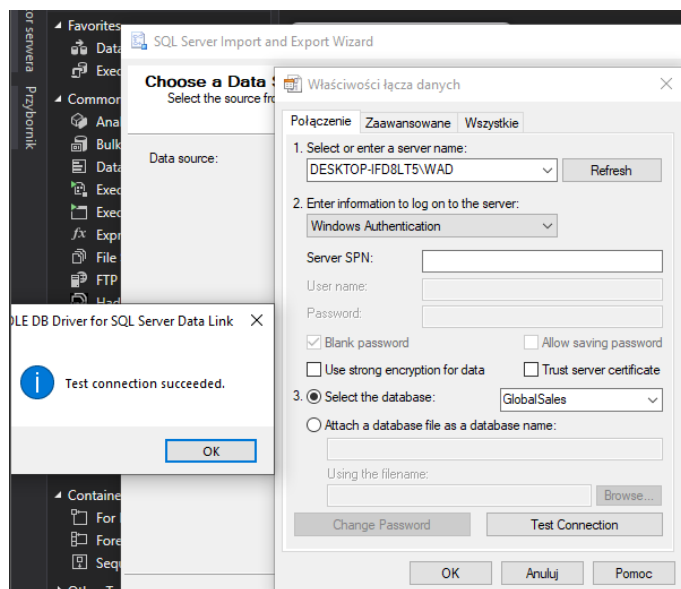 or serwera
Przybornik
Favorites
Data
Exec
Common
Anal
Bulk
Data
Exec
Exec
fx Expr
File
FTP
Had
Containe
For
Fore
Sequ
SQL Server Import and Export Wizard
Choose a Data S
Select the source fro
Data source:
OLE DB Driver for SQL Server Data Link
Test connection succeeded.
OK
Właściwości łącza danych
Połączenie Zaawansowane Wszystkie
1. Select or enter a server name:
DESKTOP-IFD8LT5\WAD Refresh
2. Enter information to log on to the server:
Windows Authentication
Server SPN:
User name:
Password:
Blank password Allow saving password
Use strong encryption for data Trust server certificate
3. Select the database: GlobalSales
Attach a database file as a database name:
Using the filename:
Browse...
Change Password Test Connection
OK Anuluj Pomoc